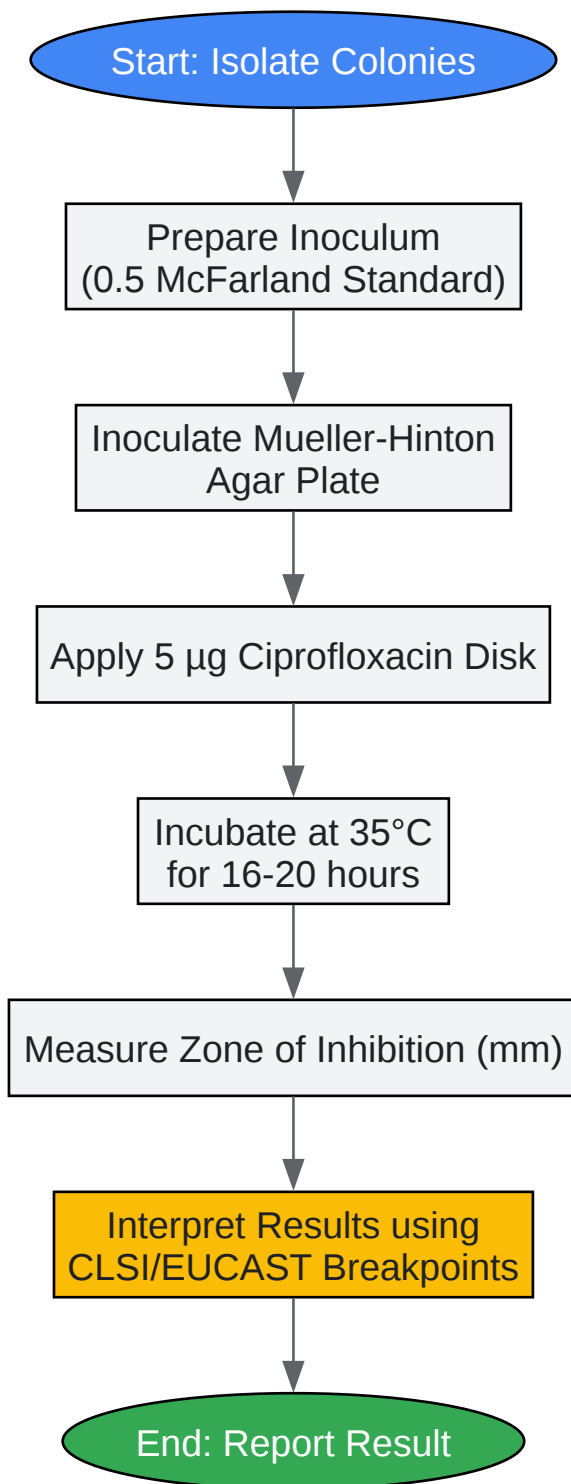 Start: Isolate Colonies
Prepare Inoculum
(0.5 McFarland Standard)
Inoculate Mueller-Hinton
Agar Plate
Apply 5 µg Ciprofloxacin Disk
Incubate at 35°C
for 16-20 hours
Measure Zone of Inhibition (mm)
Interpret Results using
CLSI/EUCAST Breakpoints
End: Report Result